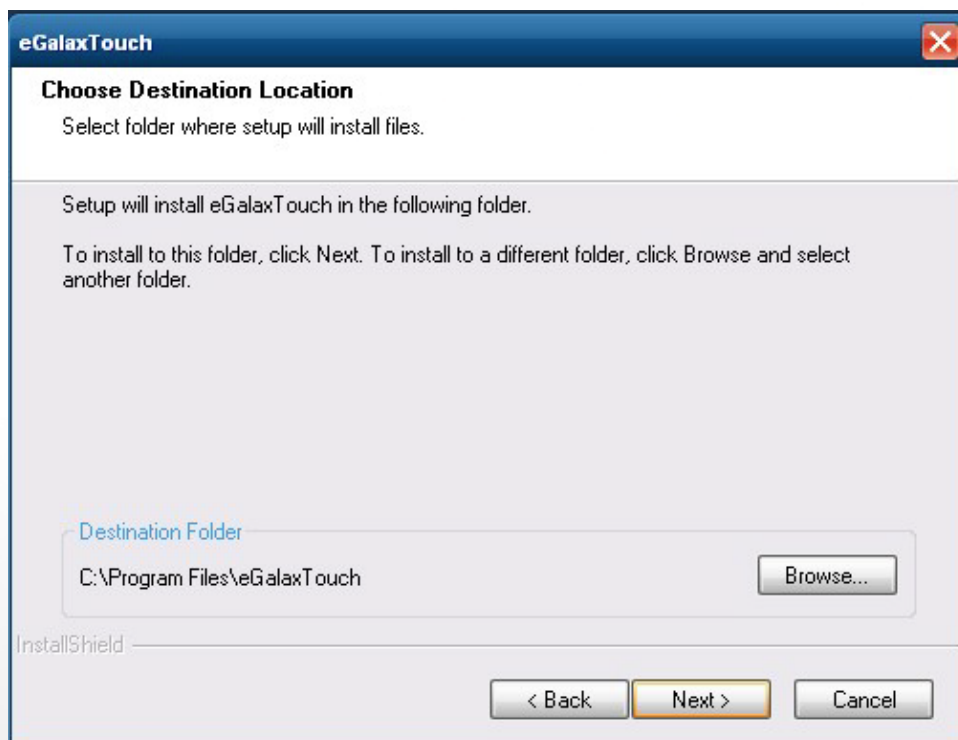 eGalaxTouch
Choose Destination Location
Select folder where setup will install files.
Setup will install eGalaxTouch in the following folder.
To install to this folder, click Next. To install to a different folder, click Browse and select
another folder.
Destination Folder
C:\Program Files\eGalaxTouch
Browse...
InstallShield
< Back
Next >
Cancel